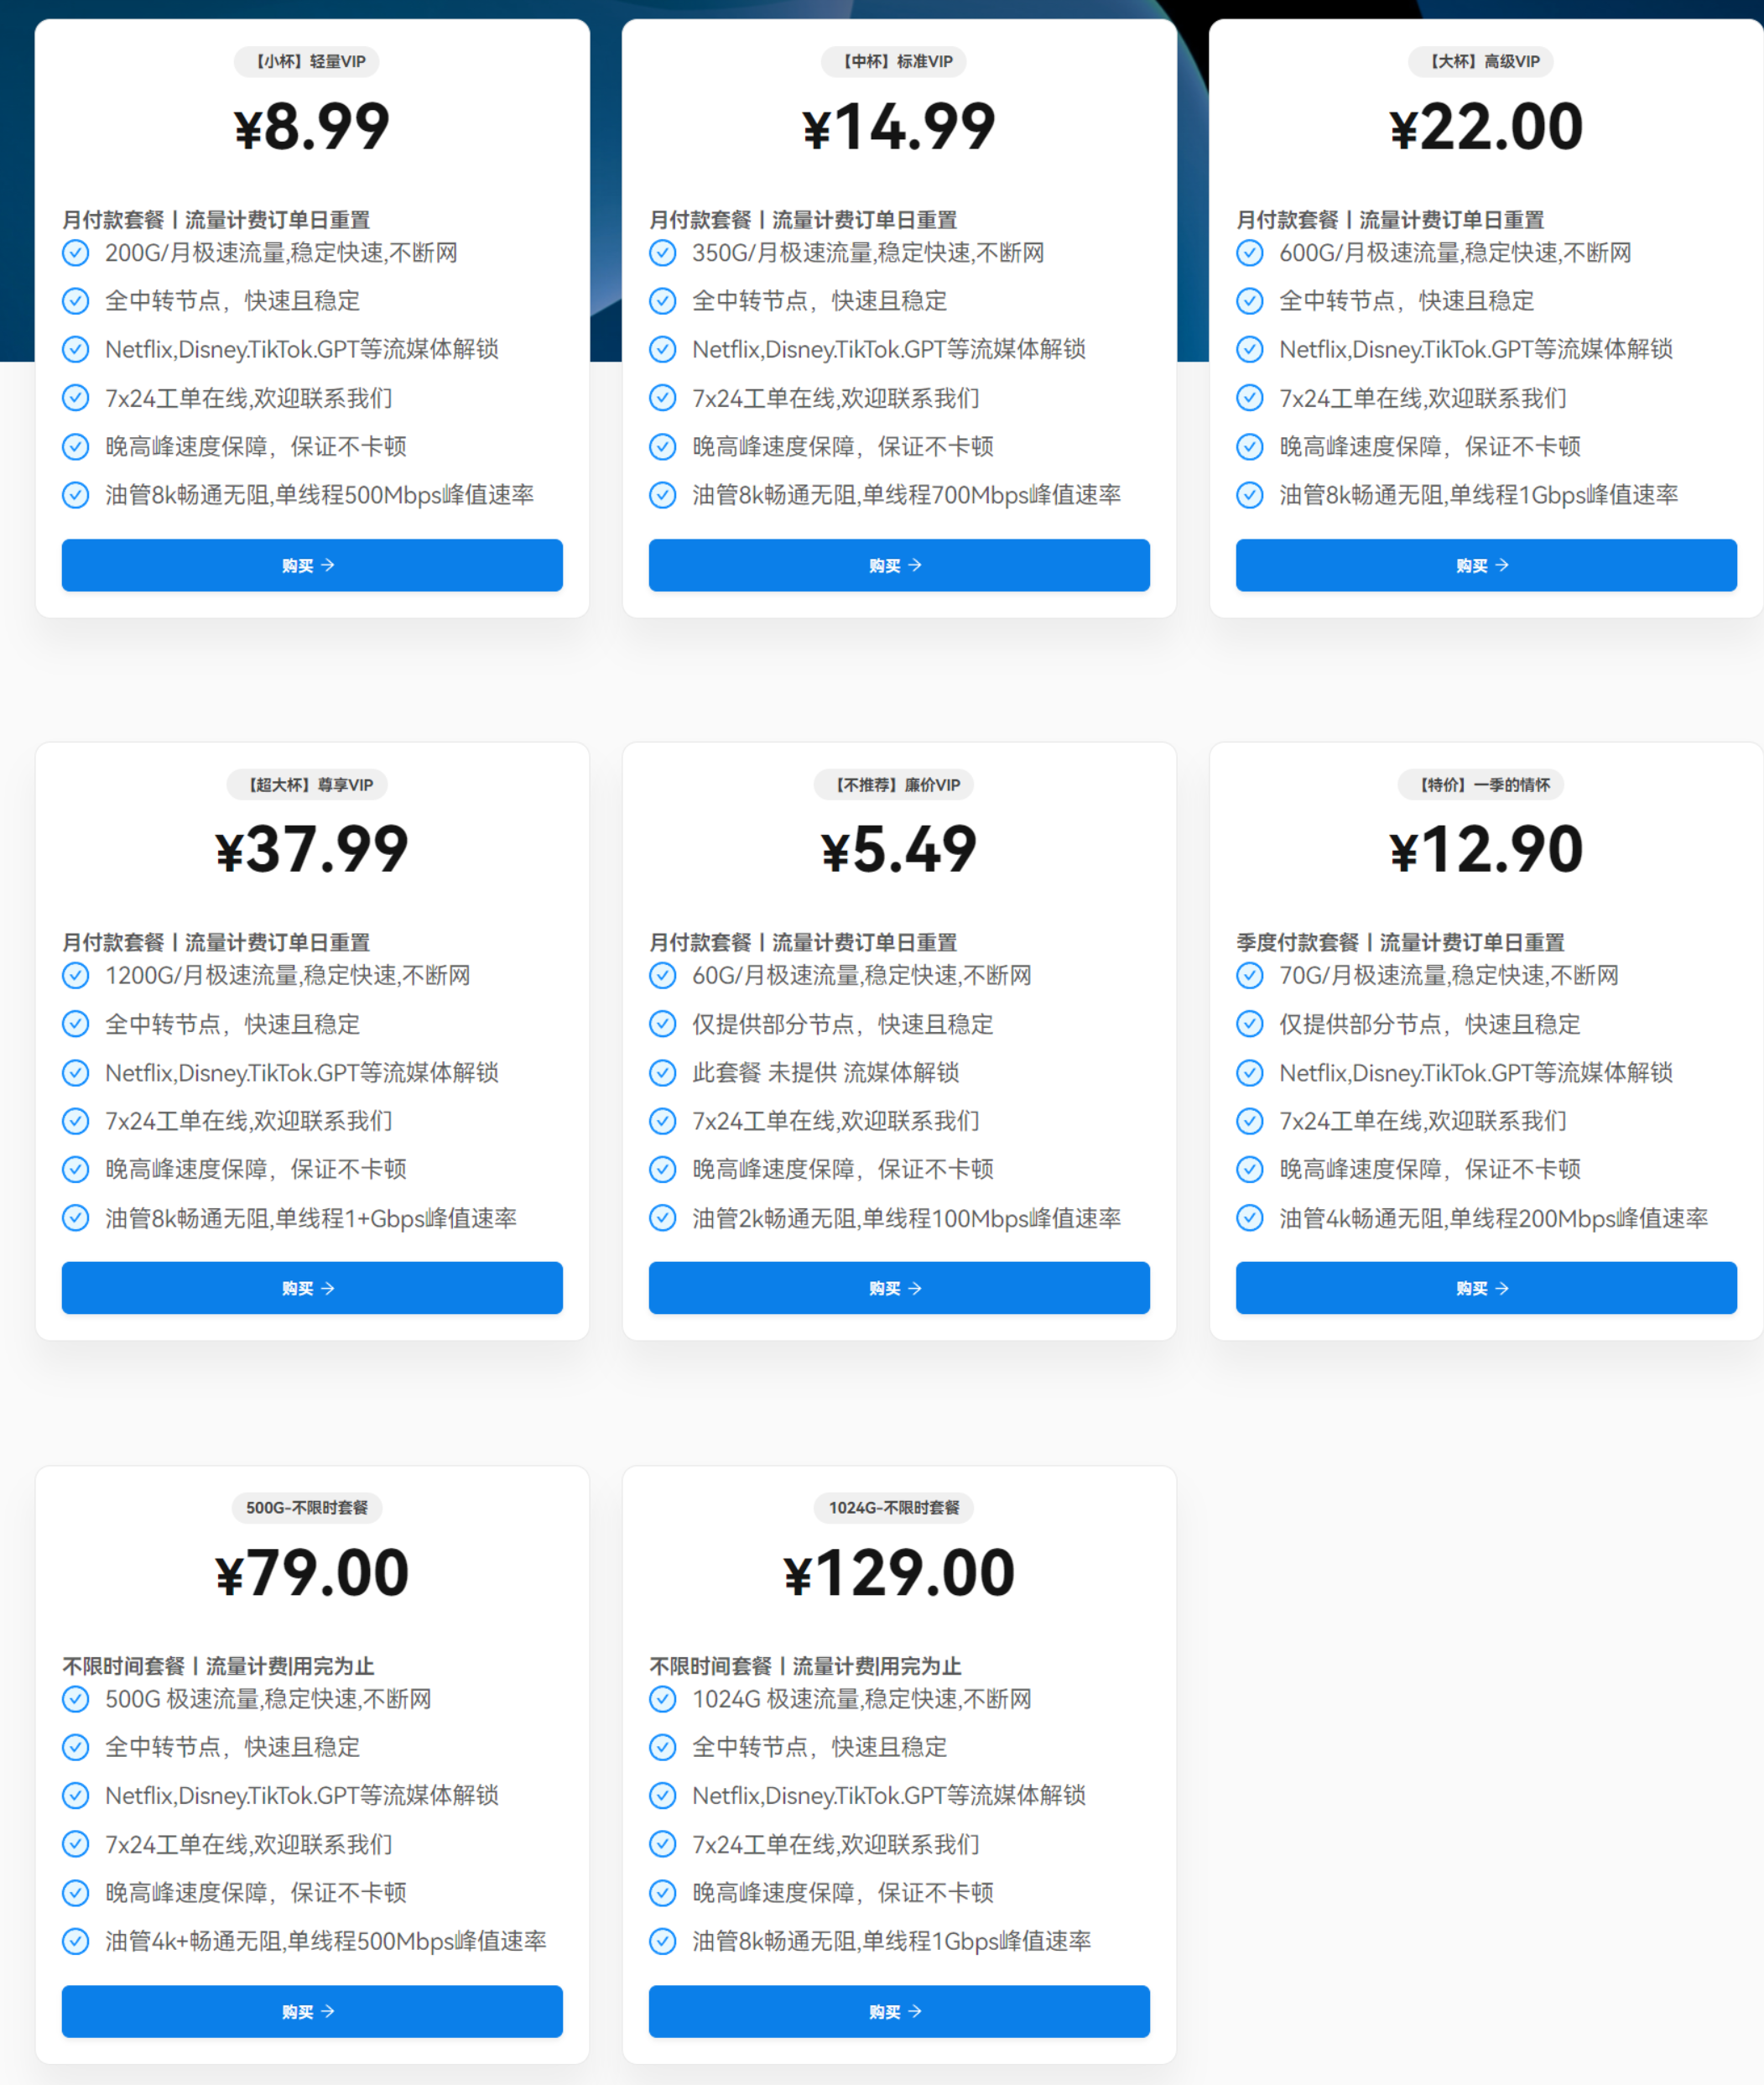 【小杯】轻量VIP
¥8.99
月付款套餐丨流量计费订单日重置
200G/月极速流量,稳定快速,不断网
全中转节点，快速且稳定
Netflix,Disney.TikTok.GPT等流媒体解锁
7x24工单在线,欢迎联系我们
晚高峰速度保障，保证不卡顿
油管8k畅通无阻,单线程500Mbps峰值速率
购买 →
【中杯】标准VIP
¥14.99
月付款套餐丨流量计费订单日重置
350G/月极速流量,稳定快速,不断网
全中转节点，快速且稳定
Netflix,Disney.TikTok.GPT等流媒体解锁
7x24工单在线,欢迎联系我们
晚高峰速度保障，保证不卡顿
油管8k畅通无阻,单线程700Mbps峰值速率
购买 →
【大杯】高级VIP
¥22.00
月付款套餐丨流量计费订单日重置
600G/月极速流量,稳定快速,不断网
全中转节点，快速且稳定
Netflix,Disney.TikTok.GPT等流媒体解锁
7x24工单在线,欢迎联系我们
晚高峰速度保障，保证不卡顿
油管8k畅通无阻,单线程1Gbps峰值速率
购买 →
【超大杯】尊享VIP
¥37.99
月付款套餐丨流量计费订单日重置
1200G/月极速流量,稳定快速,不断网
全中转节点，快速且稳定
Netflix,Disney.TikTok.GPT等流媒体解锁
7x24工单在线,欢迎联系我们
晚高峰速度保障，保证不卡顿
油管8k畅通无阻,单线程1+Gbps峰值速率
购买 →
【不推荐】廉价VIP
¥5.49
月付款套餐丨流量计费订单日重置
60G/月极速流量,稳定快速,不断网
仅提供部分节点，快速且稳定
此套餐 未提供 流媒体解锁
7x24工单在线,欢迎联系我们
晚高峰速度保障，保证不卡顿
油管2k畅通无阻,单线程100Mbps峰值速率
购买 →
【特价】一季的情怀
¥12.90
季度付款套餐丨流量计费订单日重置
70G/月极速流量,稳定快速,不断网
仅提供部分节点，快速且稳定
Netflix,Disney.TikTok.GPT等流媒体解锁
7x24工单在线,欢迎联系我们
晚高峰速度保障，保证不卡顿
油管4k畅通无阻,单线程200Mbps峰值速率
购买 →
500G-不限时套餐
¥79.00
不限时间套餐丨流量计费|用完为止
500G 极速流量,稳定快速,不断网
全中转节点，快速且稳定
Netflix,Disney.TikTok.GPT等流媒体解锁
7x24工单在线,欢迎联系我们
晚高峰速度保障，保证不卡顿
油管4k+畅通无阻,单线程500Mbps峰值速率
购买 →
1024G-不限时套餐
¥129.00
不限时间套餐丨流量计费|用完为止
1024G 极速流量,稳定快速,不断网
全中转节点，快速且稳定
Netflix,Disney.TikTok.GPT等流媒体解锁
7x24工单在线,欢迎联系我们
晚高峰速度保障，保证不卡顿
油管8k畅通无阻,单线程1Gbps峰值速率
购买 →